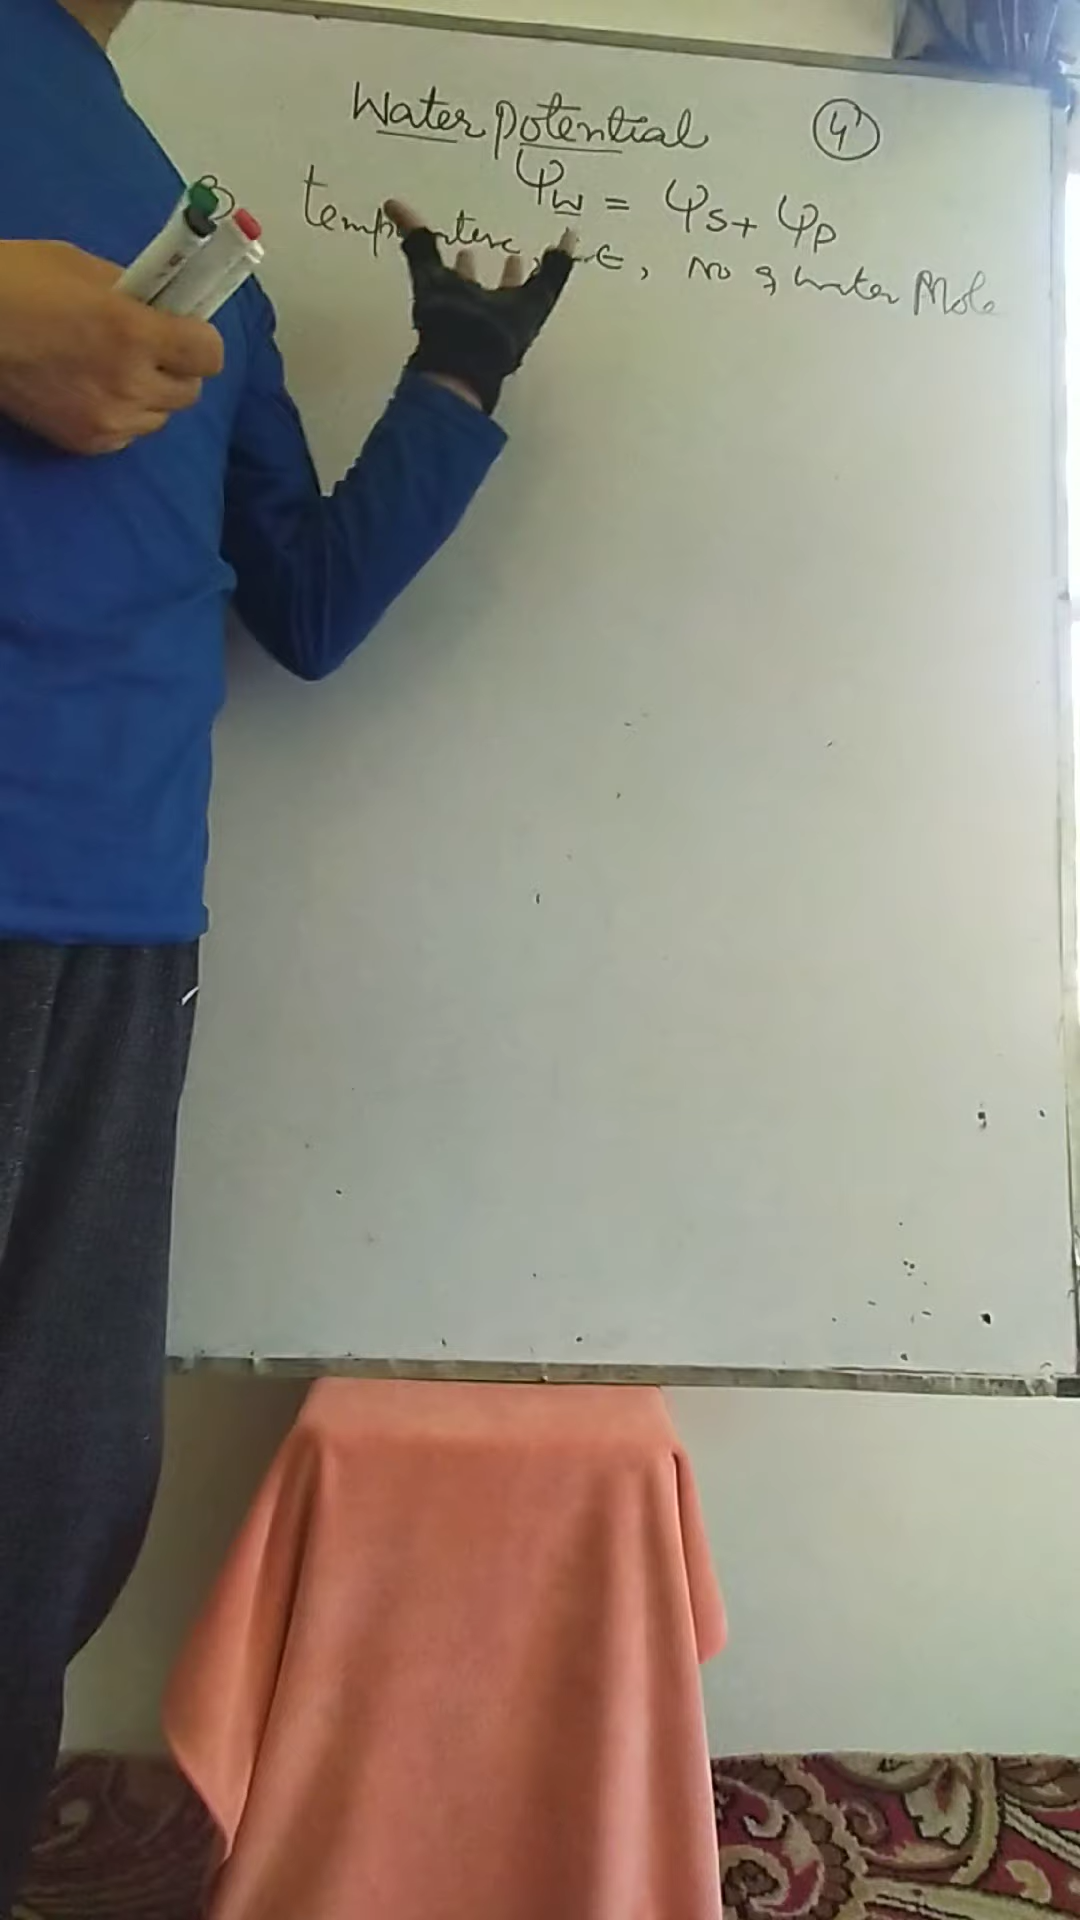 Water potential 4
Ψw = Ψs + Ψp
temp , No of water Mole